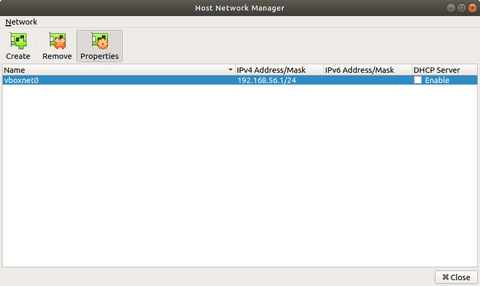 Host Network Manager
Network
Create Remove Properties
Name IPv4 Address/Mask IPv6 Address/Mask DHCP Server
vboxnet0 192.168.56.1/24 Enable
Close